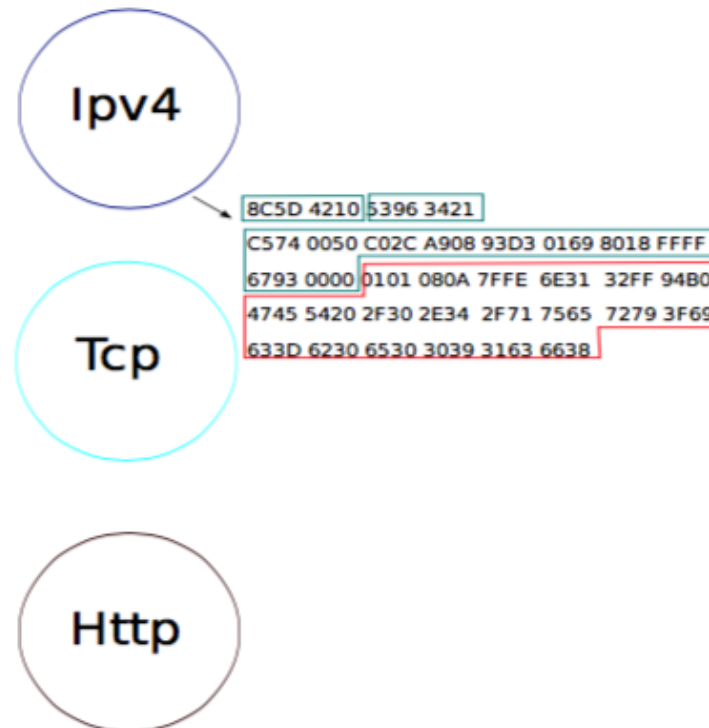 Ipv4
8C5D 4210 5396 3421
C574 0050 C02C A908 93D3 0169 8018 FFFF
6793 0000 0101 080A 7FFE 6E31 32FF 94B0
4745 5420 2F30 2E34 2F71 7565 7279 3F69
Tcp
633D 6230 6530 3039 3163 6638
Http